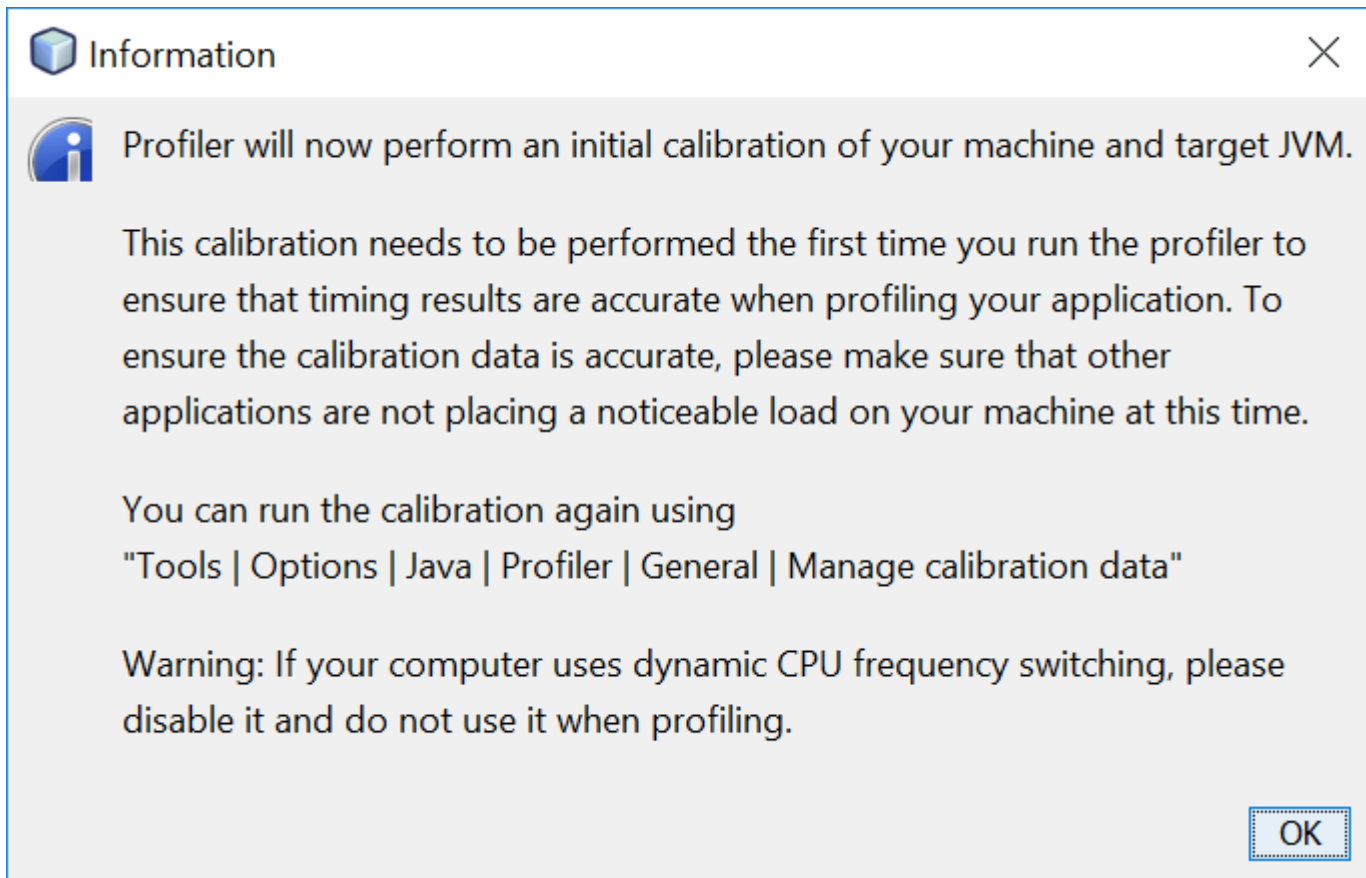 Information
Profiler will now perform an initial calibration of your machine and target JVM.
This calibration needs to be performed the first time you run the profiler to
ensure that timing results are accurate when profiling your application. To
ensure the calibration data is accurate, please make sure that other
applications are not placing a noticeable load on your machine at this time.
You can run the calibration again using
"Tools | Options | Java | Profiler | General | Manage calibration data"
Warning: If your computer uses dynamic CPU frequency switching, please
disable it and do not use it when profiling.
OK